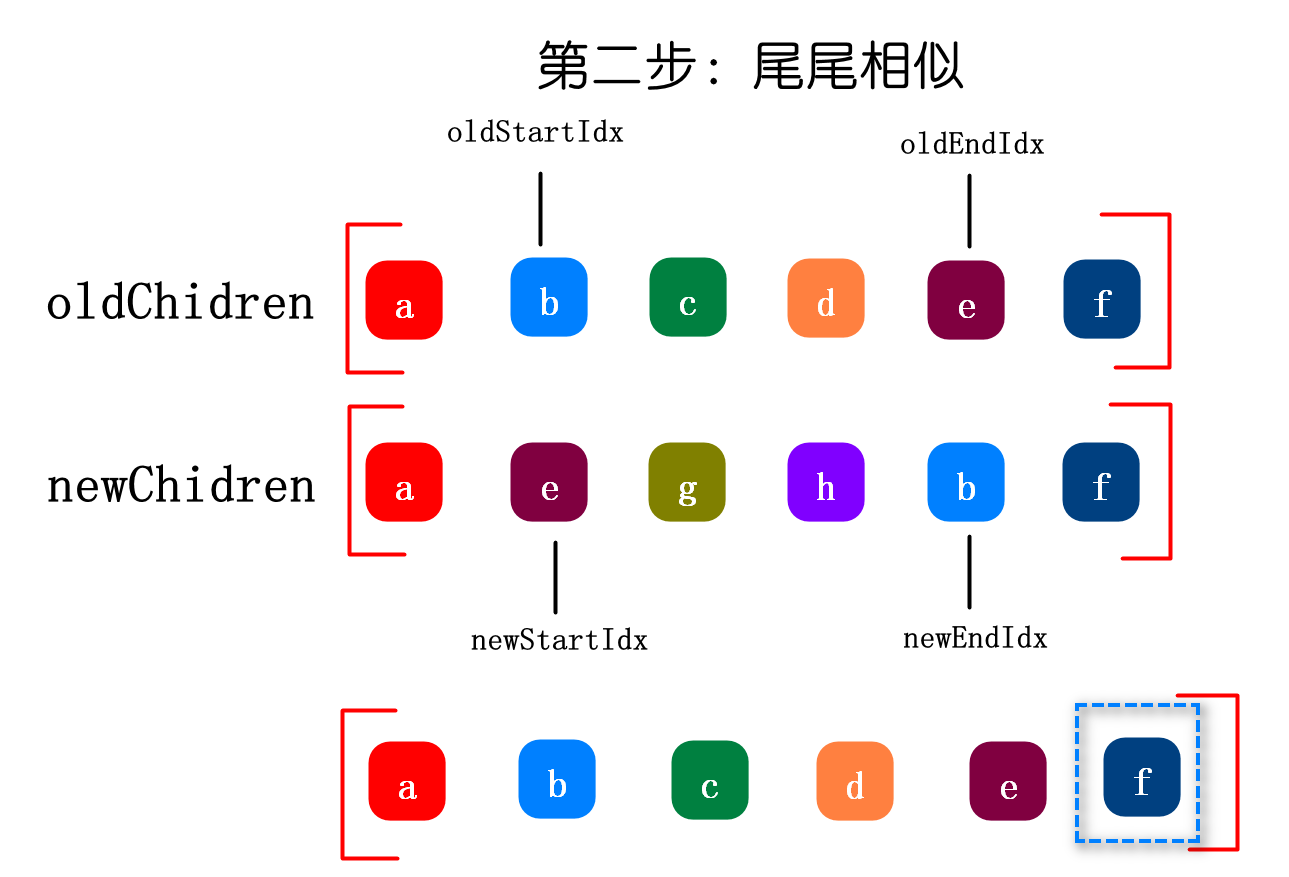 第二步：尾尾相似
oldStartIdx
oldEndIdx
oldChidren
a b c d e f
newChidren
a e g h b f
newStartIdx
newEndIdx
a b c d e f